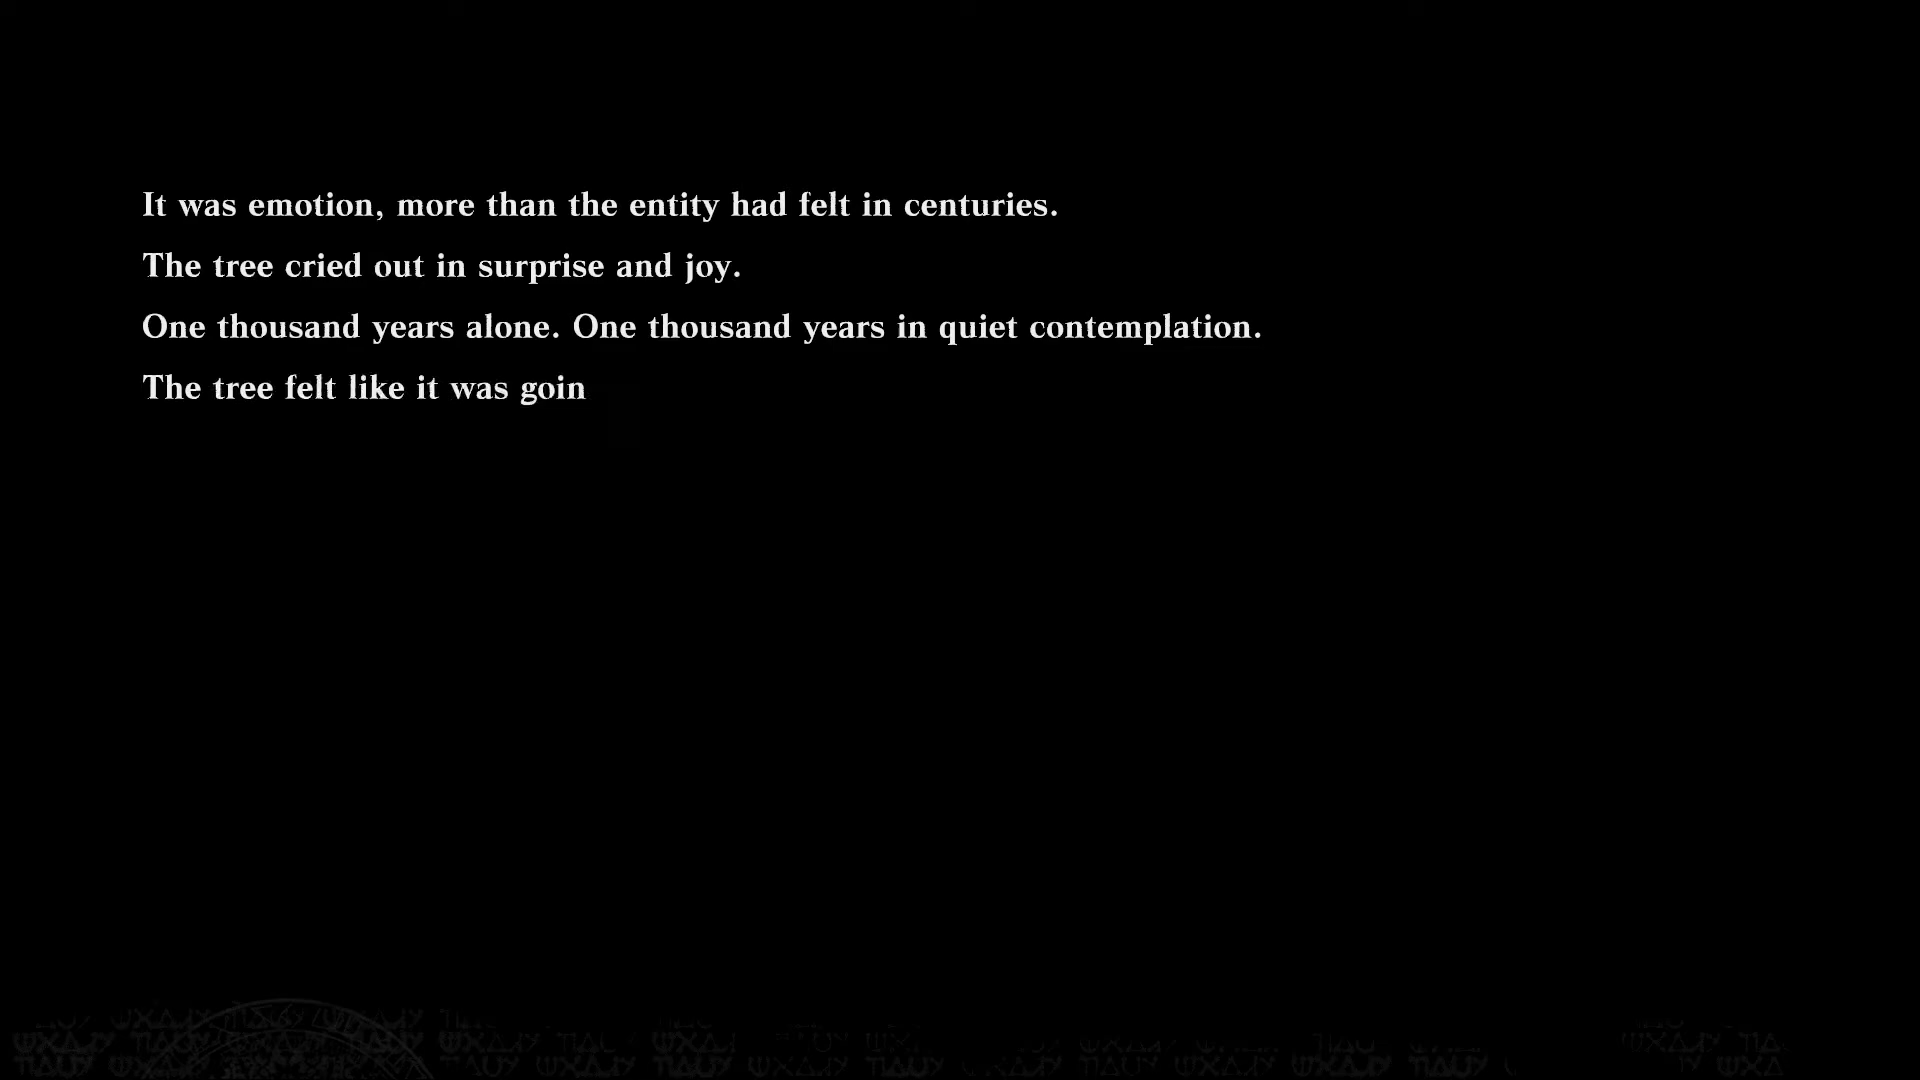 It was emotion, more than the entity had felt in centuries.
The tree cried out in surprise and joy.
One thousand years alone. One thousand years in quiet contemplation.
The tree felt like it was goin